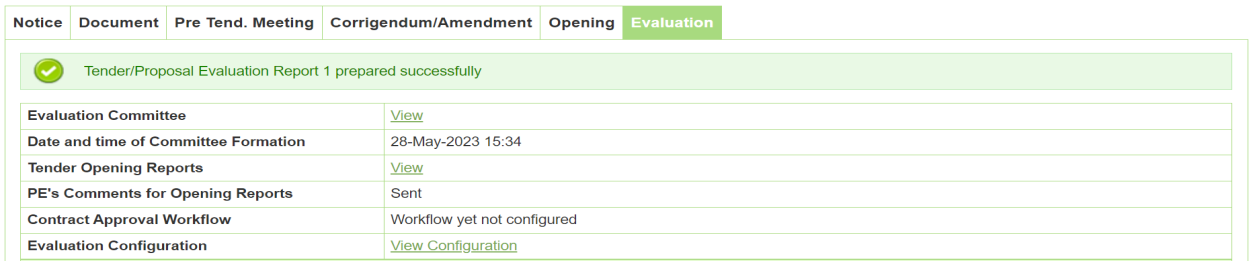 Notice Document Pre Tend. Meeting Corrigendum/Amendment Opening Evaluation
Tender/Proposal Evaluation Report 1 prepared successfully
Evaluation Committee View
Date and time of Committee Formation 28-May-2023 15:34
Tender Opening Reports View
PE's Comments for Opening Reports Sent
Contract Approval Workflow Workflow yet not configured
Evaluation Configuration View Configuration